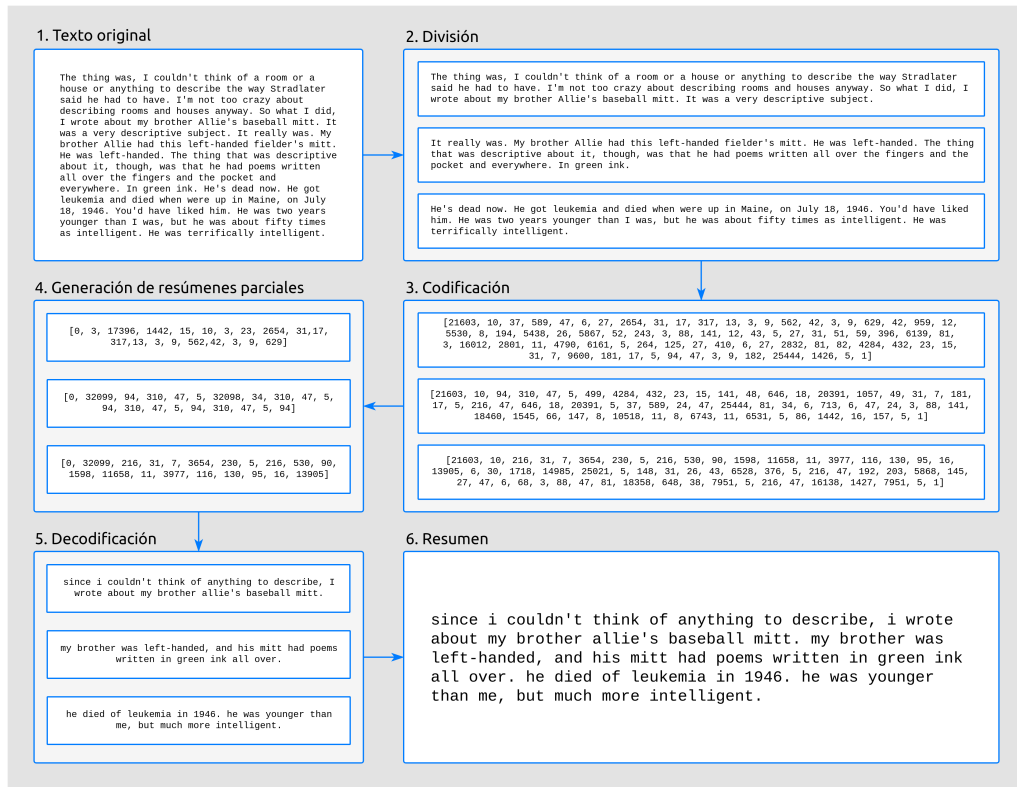 1. Texto original
The thing was, I couldn't think of a room or a
house or anything to describe the way Stradlater
said he had to have. I'm not too crazy about
describing rooms and houses anyway. So what I did,
I wrote about my brother Allie's baseball mitt. It
was a very descriptive subject. It really was. My
brother Allie had this left-handed fielder's mitt.
He was left-handed. The thing that was descriptive
about it, though, was that he had poems written
all over the fingers and the pocket and
everywhere. In green ink. He's dead now. He got
leukemia and died when were up in Maine, on July
18, 1946. You'd have liked him. He was two years
younger than I was, but he was about fifty times
as intelligent. He was terrifically intelligent.
2. División
The thing was, I couldn't think of a room or a house or anything to describe the way Stradlater
said he had to have. I'm not too crazy about describing rooms and houses anyway. So what I did, I
wrote about my brother Allie's baseball mitt. It was a very descriptive subject.
It really was. My brother Allie had this left-handed fielder's mitt. He was left-handed. The thing
that was descriptive about it, though, was that he had poems written all over the fingers and the
pocket and everywhere. In green ink.
He's dead now. He got leukemia and died when were up in Maine, on July 18, 1946. You'd have liked
him. He was two years younger than I was, but he was about fifty times as intelligent. He was
terrifically intelligent.
3. Codificación
[21603, 10, 37, 589, 47, 6, 27, 2654, 31, 17, 317, 13, 3, 9, 562, 42, 3, 9, 629, 42, 959, 12,
5530, 8, 194, 5438, 26, 5867, 52, 243, 3, 88, 141, 12, 43, 5, 27, 31, 51, 59, 396, 6139, 81,
3, 16012, 2801, 11, 4790, 6161, 5, 264, 125, 27, 410, 6, 27, 2832, 81, 82, 4284, 432, 23, 15,
31, 7, 9600, 181, 17, 5, 94, 47, 3, 9, 182, 25444, 1426, 5, 1]
[21603, 10, 94, 310, 47, 5, 499, 4284, 432, 23, 15, 141, 48, 646, 18, 20391, 1057, 49, 31, 7, 181,
17, 5, 216, 47, 646, 18, 20391, 5, 37, 589, 24, 47, 25444, 81, 34, 6, 713, 6, 47, 24, 3, 88, 141,
18460, 1545, 66, 147, 8, 10518, 11, 8, 6743, 11, 6531, 5, 86, 1442, 16, 157, 5, 1]
[21603, 10, 216, 31, 7, 3654, 230, 5, 216, 530, 90, 1598, 11658, 11, 3977, 116, 130, 95, 16,
13905, 6, 30, 1718, 14985, 25021, 5, 148, 31, 26, 43, 6528, 376, 5, 216, 47, 192, 203, 5868, 145,
27, 47, 6, 68, 3, 88, 47, 81, 18358, 648, 38, 7951, 5, 216, 47, 16138, 1427, 7951, 5, 1]
4. Generación de resúmenes parciales
[0, 3, 17396, 1442, 15, 10, 3, 23, 2654, 31,17,
317,13, 3, 9, 562,42, 3, 9, 629]
[0, 32099, 94, 310, 47, 5, 32098, 34, 310, 47, 5,
94, 310, 47, 5, 94, 310, 47, 5, 94]
[0, 32099, 216, 31, 7, 3654, 230, 5, 216, 530, 90,
1598, 11658, 11, 3977, 116, 130, 95, 16, 13905]
5. Decodificación
since i couldn't think of anything to describe, I
wrote about my brother allie's baseball mitt.
my brother was left-handed, and his mitt had poems
written in green ink all over.
he died of leukemia in 1946. he was younger than
me, but much more intelligent.
6. Resumen
since i couldn't think of anything to describe, i wrote
about my brother allie's baseball mitt. my brother was
left-handed, and his mitt had poems written in green ink
all over. he died of leukemia in 1946. he was younger
than me, but much more intelligent.